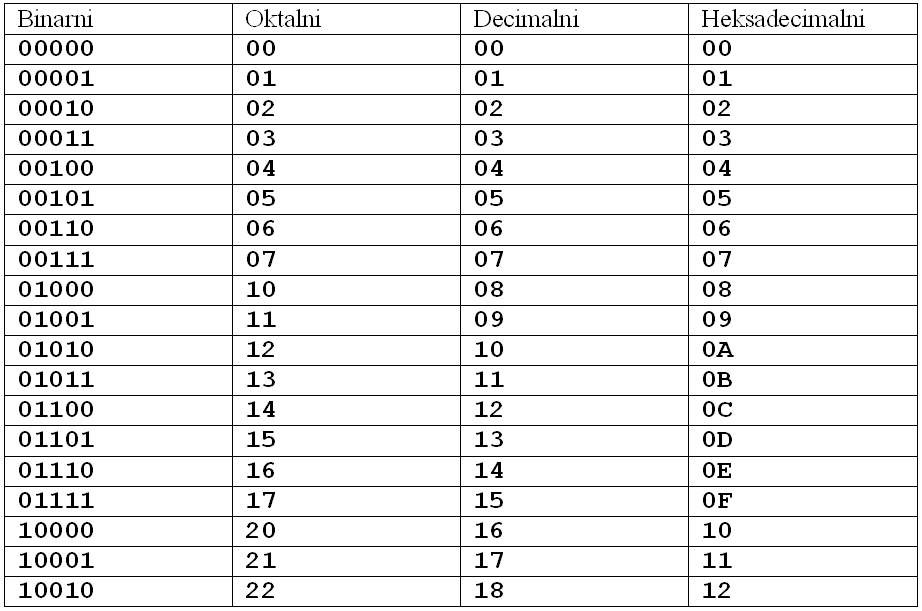 Binarni Oktalni Decimalni Heksadecimalni
00000 00 00 00
00001 01 01 01
00010 02 02 02
00011 03 03 03
00100 04 04 04
00101 05 05 05
00110 06 06 06
00111 07 07 07
01000 10 08 08
01001 11 09 09
01010 12 10 0A
01011 13 11 0B
01100 14 12 0C
01101 15 13 0D
01110 16 14 0E
01111 17 15 0F
10000 20 16 10
10001 21 17 11
10010 22 18 12